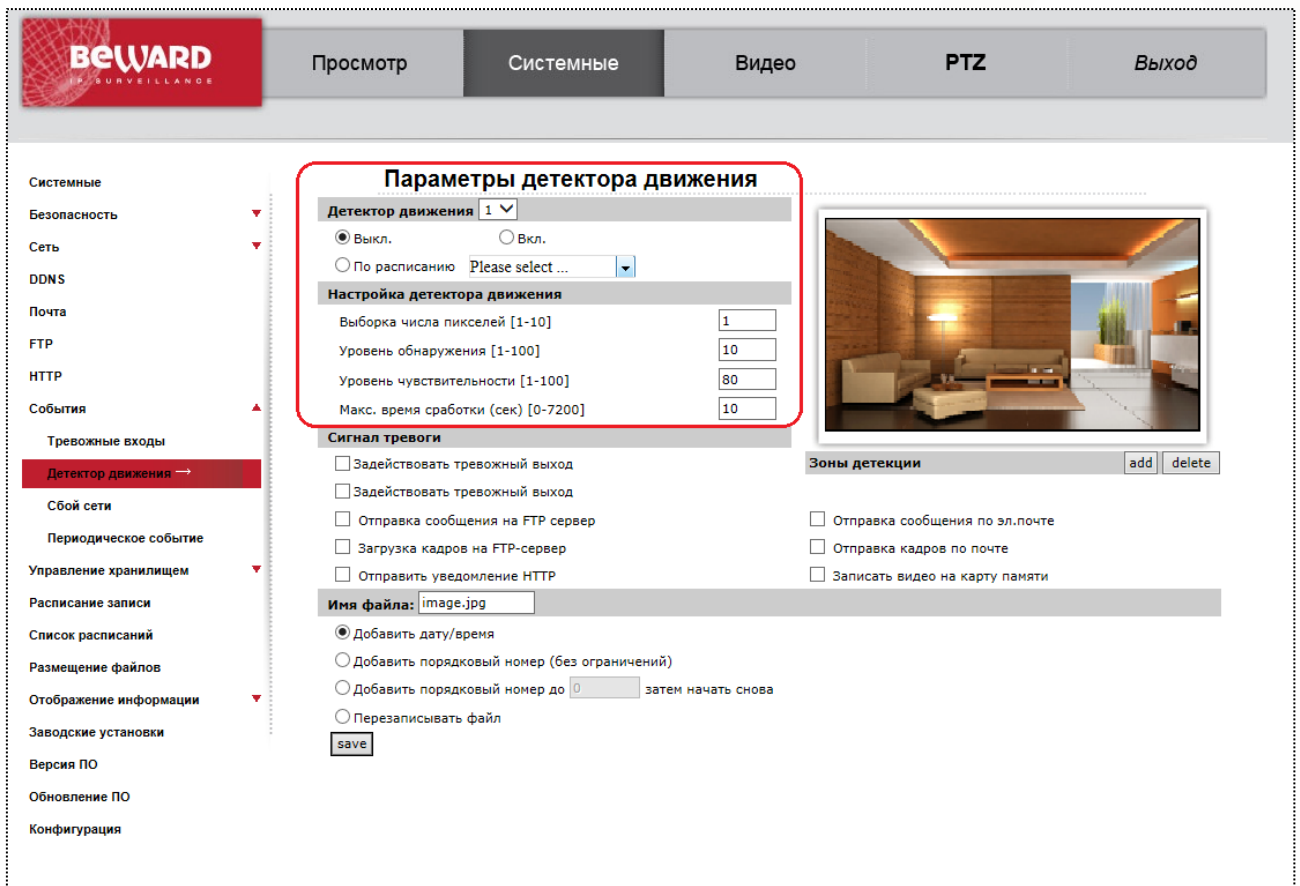 BEWARD
IP SURVEILLANCE
Просмотр
Системные
Видео
PTZ
Выход
Системные
Безопасность
Сеть
DDNS
Почта
FTP
HTTP
События
Тревожные входы
Детектор движения →
Сбой сети
Периодическое событие
Управление хранилищем
Расписание записи
Список расписаний
Размещение файлов
Отображение информации
Заводские установки
Версия ПО
Обновление ПО
Конфигурация
Параметры детектора движения
Детектор движения 1
Выкл. Вкл.
По расписанию Please select ...
Настройка детектора движения
Выборка числа пикселей [1-10] 1
Уровень обнаружения [1-100] 10
Уровень чувствительности [1-100] 80
Макс. время сработки (сек) [0-7200] 10
Сигнал тревоги
Задействовать тревожный выход
Задействовать тревожный выход
Зоны детекции add delete
Отправка сообщения на FTP сервер
Отправка сообщения по эл.почте
Загрузка кадров на FTP-сервер
Отправка кадров по почте
Отправить уведомление HTTP
Записать видео на карту памяти
Имя файла: image.jpg
Добавить дату/время
Добавить порядковый номер (без ограничений)
Добавить порядковый номер до 0 затем начать снова
Перезаписывать файл
save